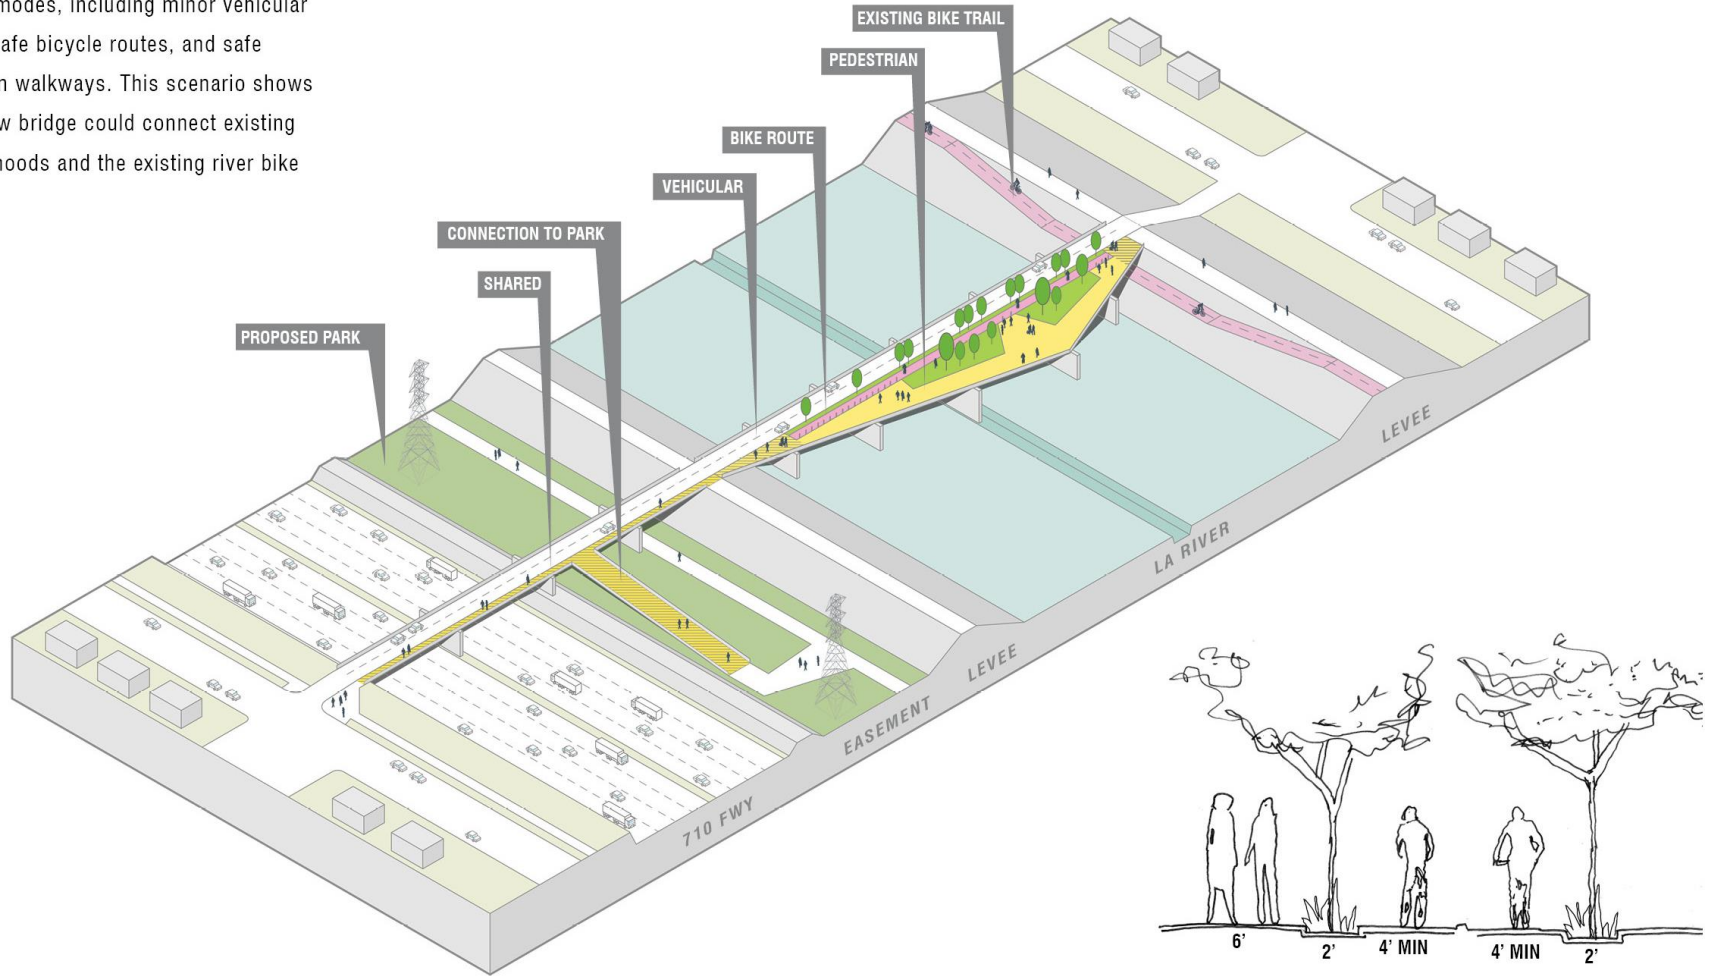 modes, including minor vehicular
afe bicycle routes, and safe
n walkways. This scenario shows
w bridge could connect existing
hoods and the existing river bike
EXISTING BIKE TRAIL
PEDESTRIAN
BIKE ROUTE
VEHICULAR
CONNECTION TO PARK
SHARED
PROPOSED PARK
LEVEE
LA RIVER
LEVEE
EASEMENT
710 FWY
6’
2’
4’ MIN
4’ MIN
2’